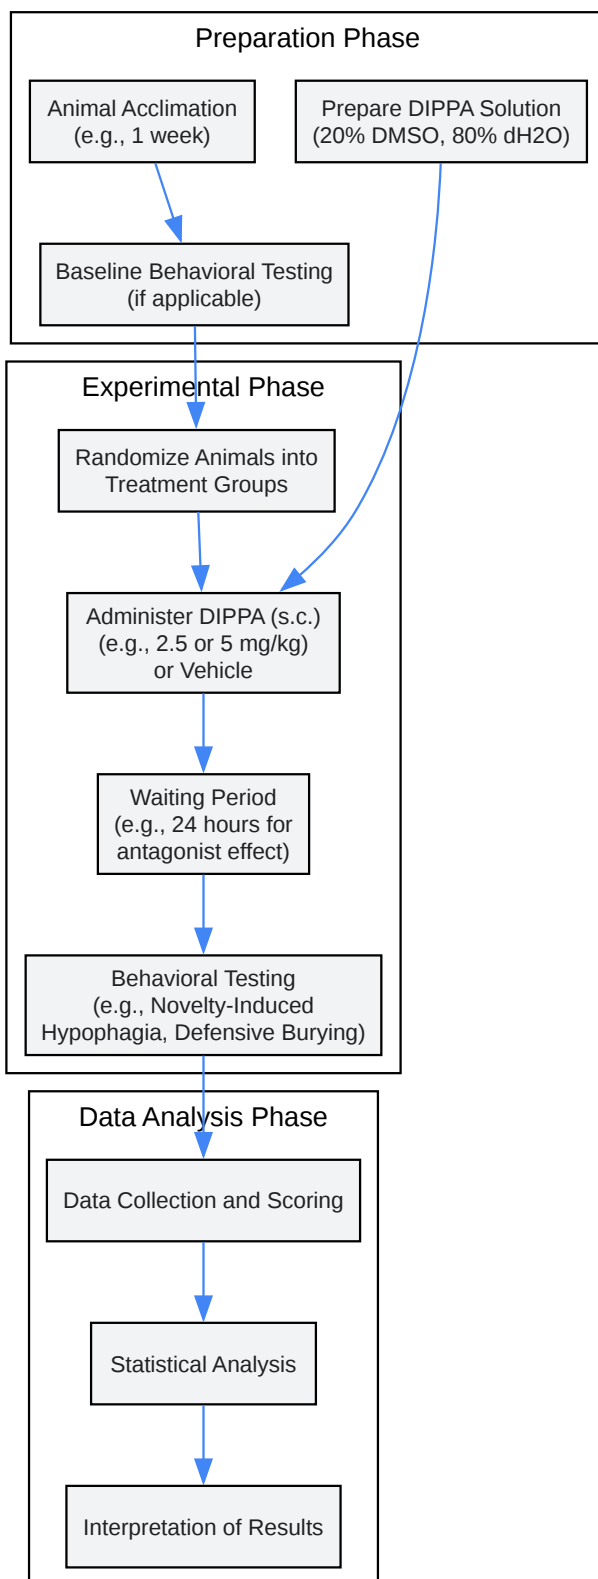 Preparation Phase
Animal Acclimation
(e.g., 1 week)
Prepare DIPPA Solution
(20% DMSO, 80% dH2O)
Baseline Behavioral Testing
(if applicable)
Experimental Phase
Randomize Animals into
Treatment Groups
Administer DIPPA (s.c.)
(e.g., 2.5 or 5 mg/kg)
or Vehicle
Waiting Period
(e.g., 24 hours for
antagonist effect)
Behavioral Testing
(e.g., Novelty-Induced
Hypophagia, Defensive Burying)
Data Analysis Phase
Data Collection and Scoring
Statistical Analysis
Interpretation of Results